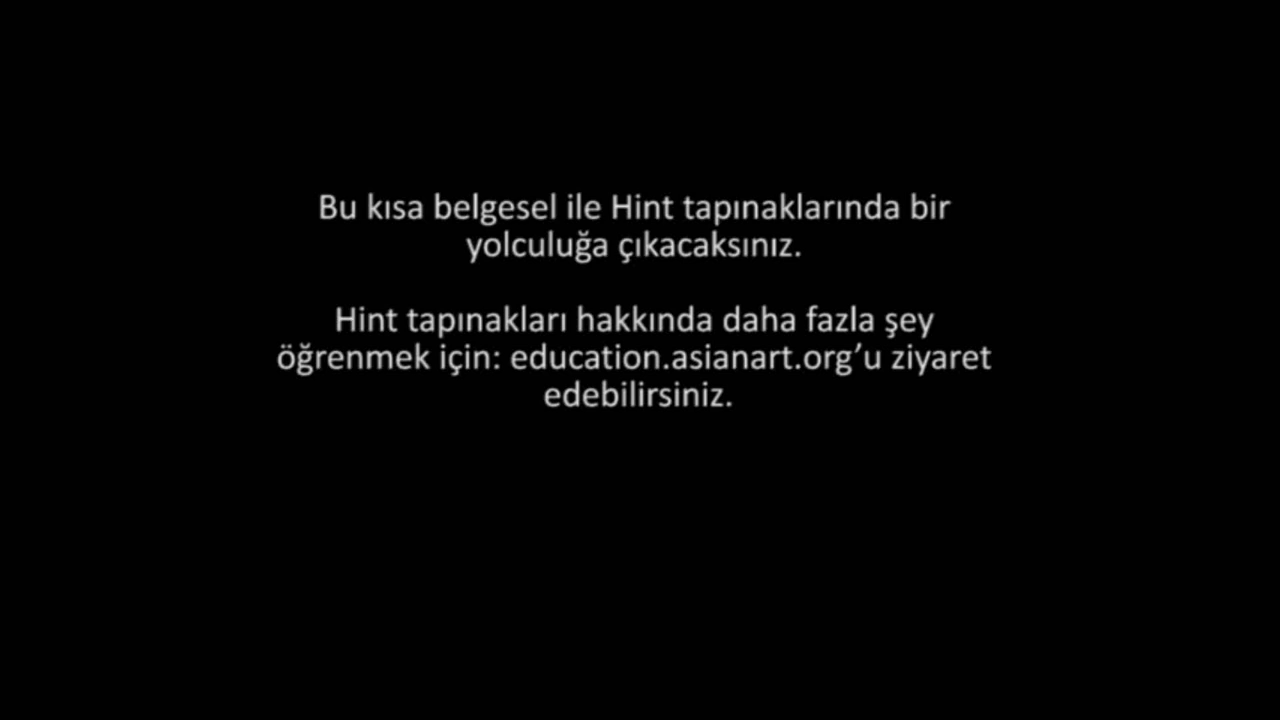 Bu kısa belgesel ile Hint tapınaklarında bir
yolculuğa çıkacaksınız.
Hint tapınakları hakkında daha fazla şey
öğrenmek için: education.asianart.org’u ziyaret
edebilirsiniz.